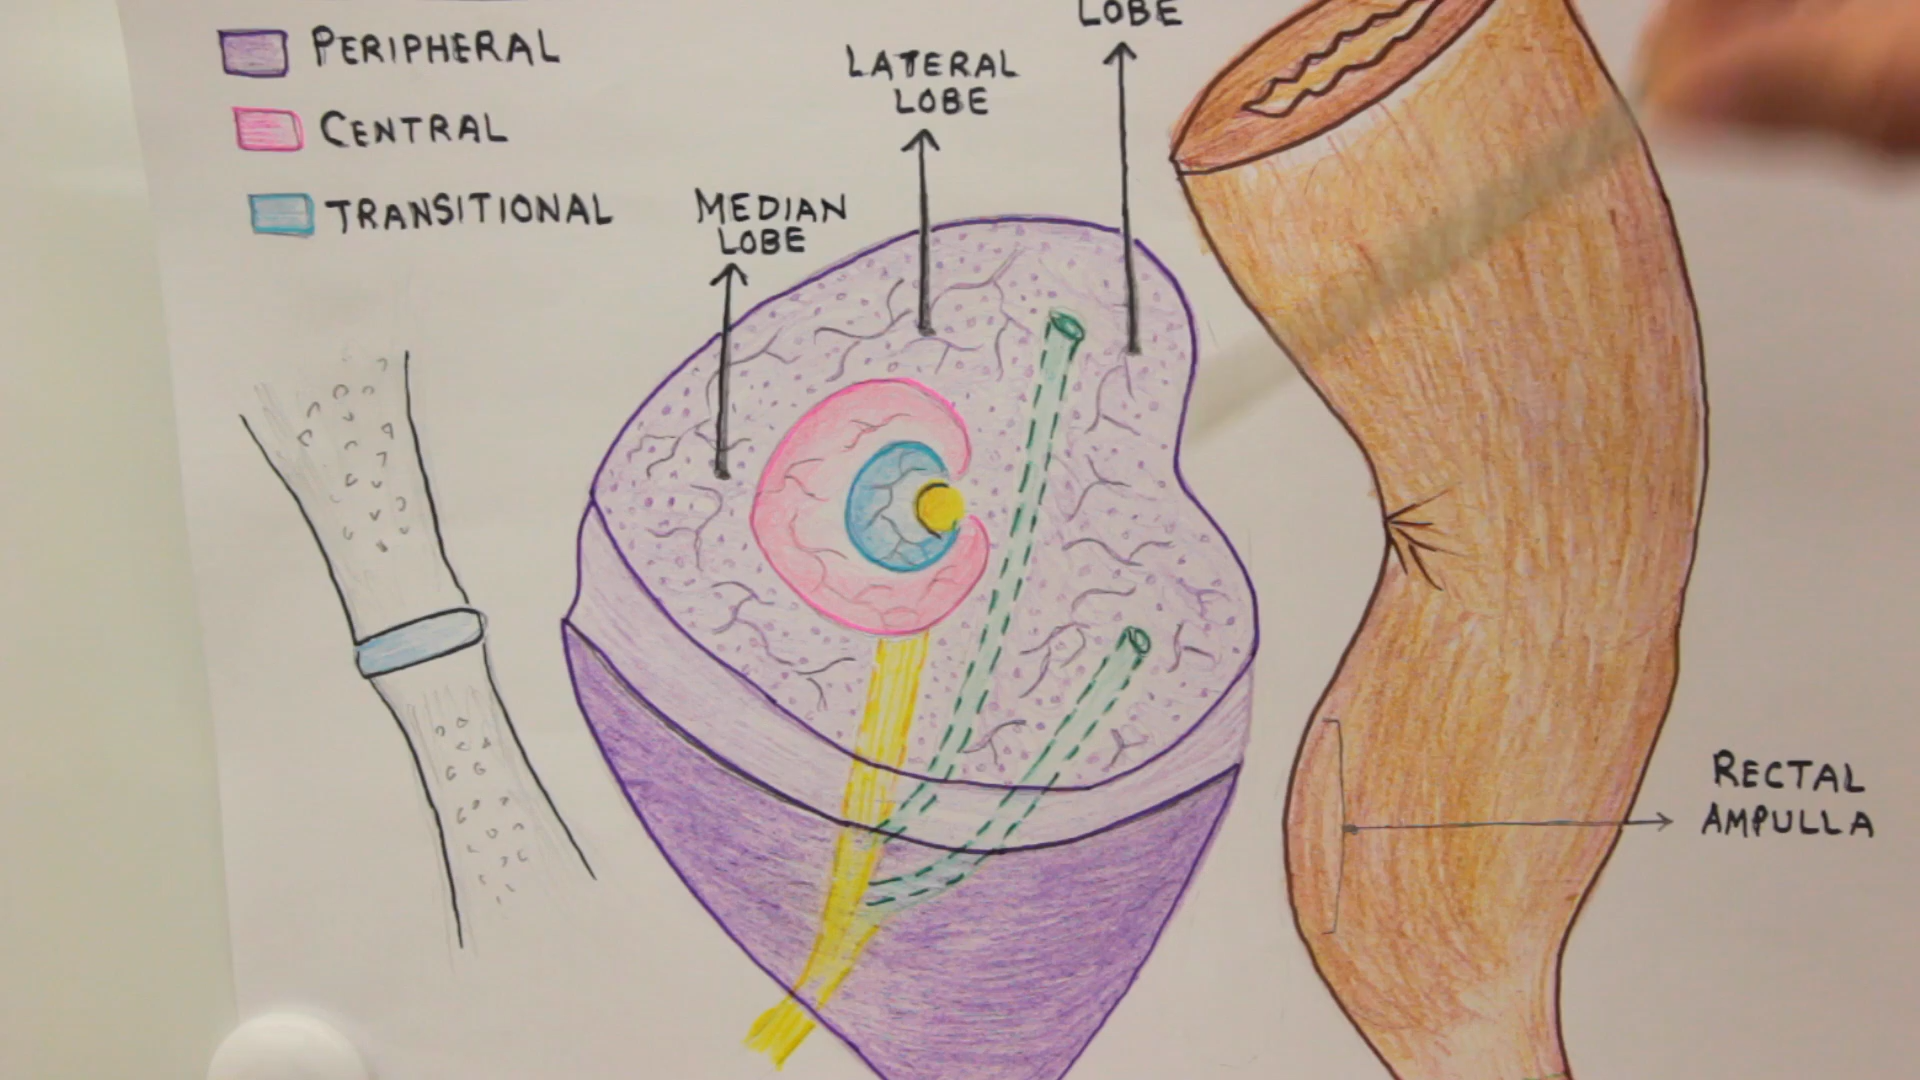 PERIPHERAL
CENTRAL
TRANSITIONAL
MEDIAN
LOBE
LATERAL
LOBE
LOBE
RECTAL
AMPULLA